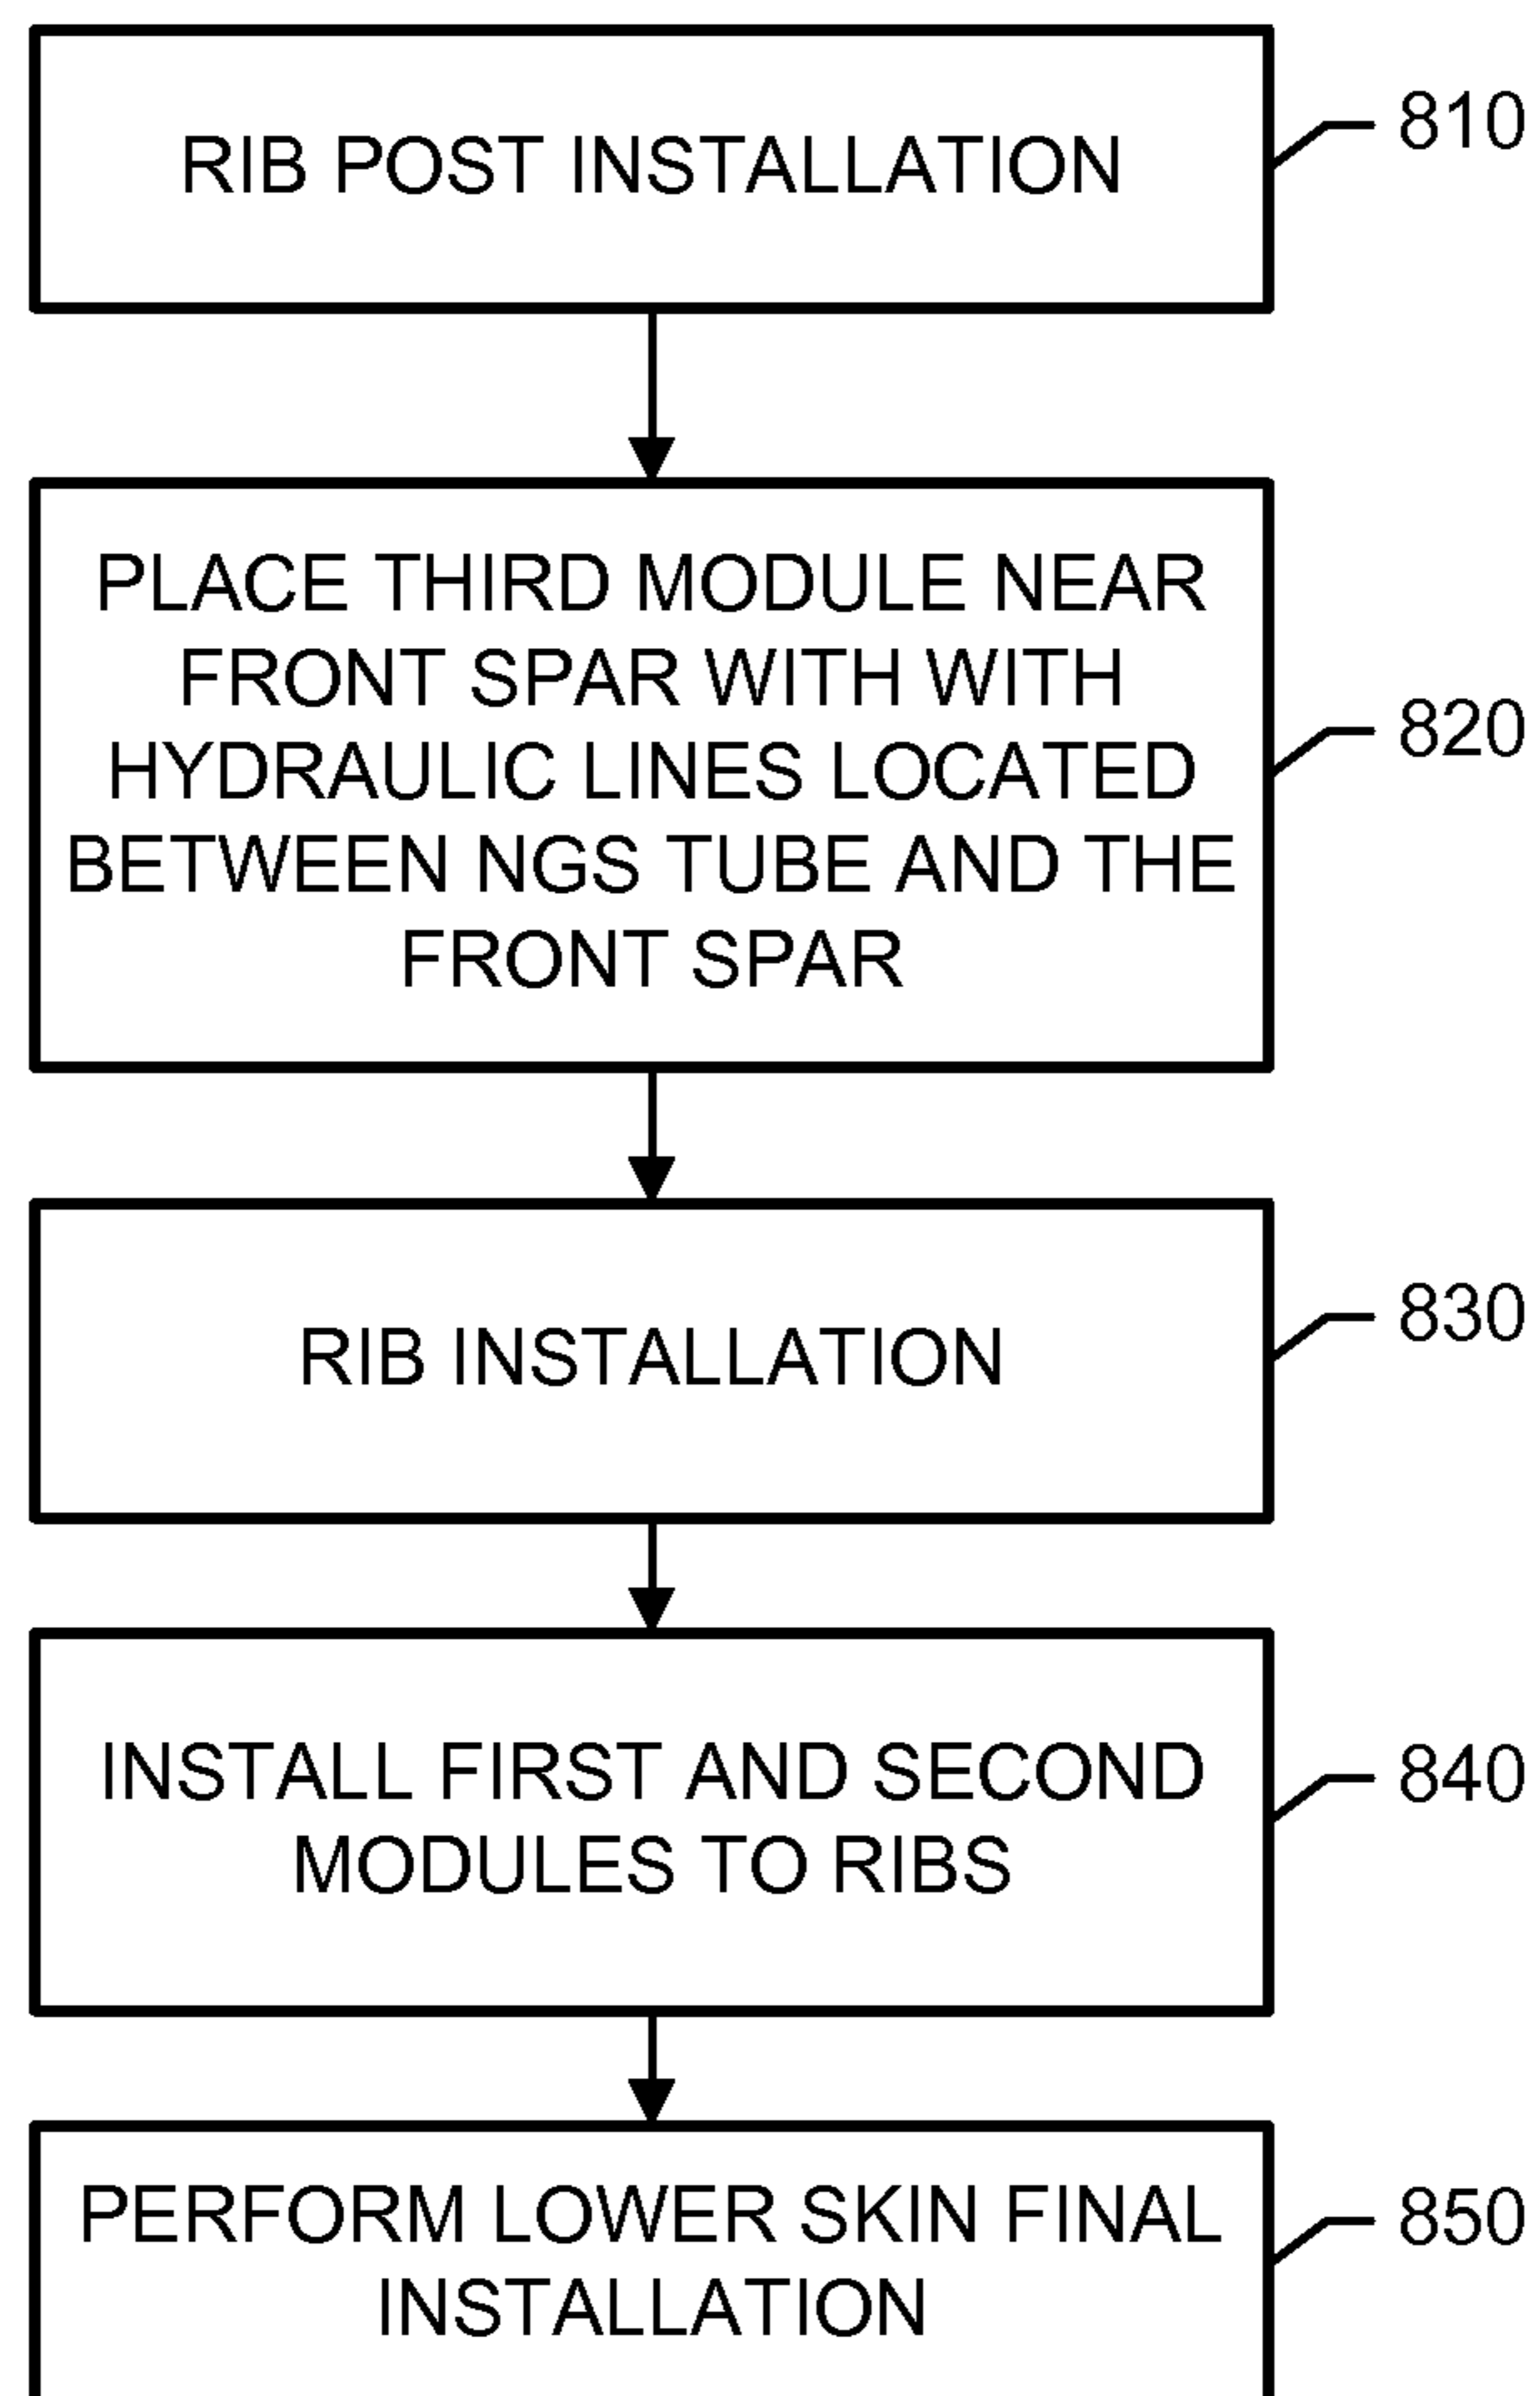 RIB POST INSTALLATION
810
PLACE THIRD MODULE NEAR
FRONT SPAR WITH WITH
HYDRAULIC LINES LOCATED
BETWEEN NGS TUBE AND THE
FRONT SPAR
820
RIB INSTALLATION
830
INSTALL FIRST AND SECOND
MODULES TO RIBS
840
PERFORM LOWER SKIN FINAL
INSTALLATION
850